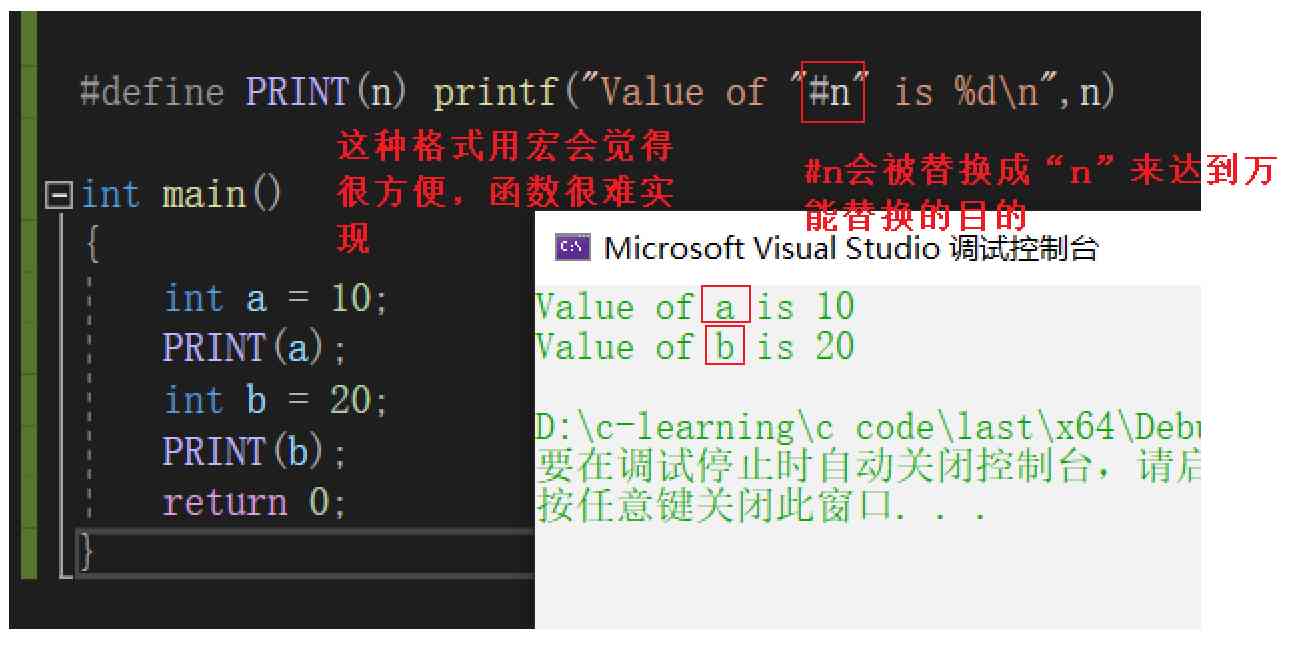 #define PRINT(n) printf("Value of "#n" is %d\n",n)
这种格式用宏会觉得
很方便，函数很难实
现
#n会被替换成“n”来达到万
能替换的目的
int main()
{
int a = 10;
PRINT(a);
int b = 20;
PRINT(b);
return 0;
}
Microsoft Visual Studio 调试控制台
Value of a is 10
Value of b is 20
D:\c-learning\c code\last\x64\Debu
要在调试停止时自动关闭控制台，请启
按任意键关闭此窗口. . .